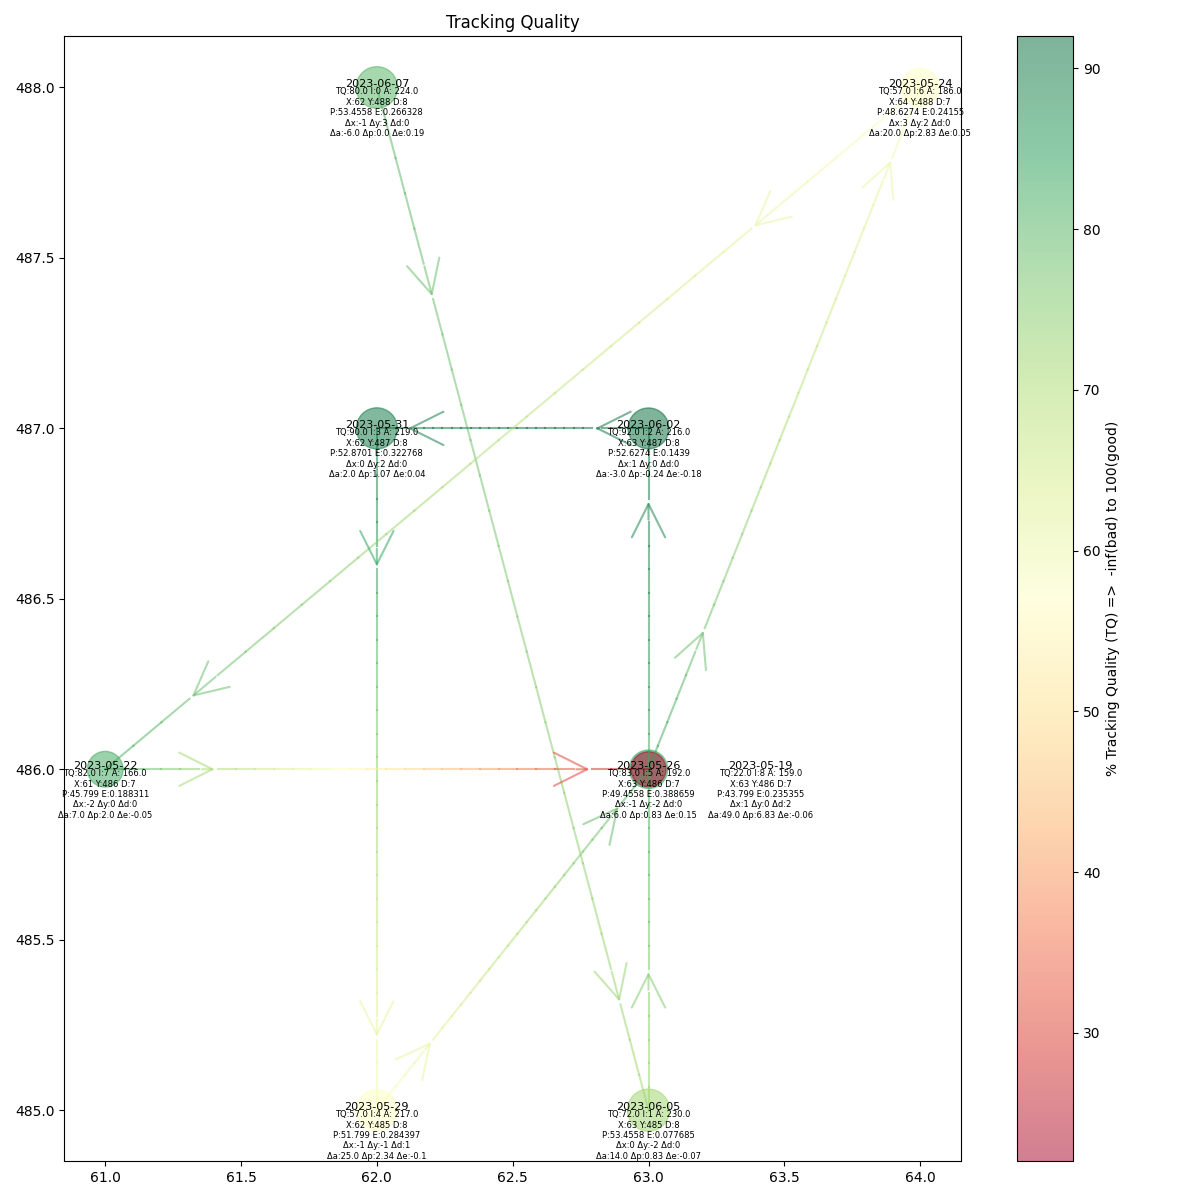 Tracking Quality
488.0
487.5
487.0
486.5
486.0
485.5
485.0
61.0
61.5
62.0
62.5
63.0
63.5
64.0
2023-06-07
TQ:80.0 I:0 A: 224.0
X:62 Y:488 D:8
P:53.4558 E:0.266328
Δx:-1 Δy:3 Δd:0
Δa:-6.0 Δp:0.0 Δe:0.19
2023-05-24
TQ:57.0 I:6 A: 186.0
X:64 Y:488 D:7
P:48.6274 E:0.24155
Δx:3 Δy:2 Δd:0
Δa:20.0 Δp:2.83 Δe:0.05
2023-05-31
TQ:90.0 I:3 A: 219.0
X:62 Y:487 D:8
P:52.8701 E:0.322768
Δx:0 Δy:2 Δd:0
Δa:2.0 Δp:1.07 Δe:0.04
2023-06-02
TQ:92.0 I:2 A: 216.0
X:63 Y:487 D:8
P:52.6274 E:0.1439
Δx:1 Δy:0 Δd:0
Δa:-3.0 Δp:-0.24 Δe:-0.18
2023-05-22
TQ:82.0 I:7 A: 166.0
X:61 Y:486 D:7
P:45.799 E:0.188311
Δx:-2 Δy:0 Δd:0
Δa:7.0 Δp:2.0 Δe:-0.05
2023-05-26
TQ:83.0 I:5 A: 192.0
X:63 Y:486 D:7
P:49.4558 E:0.388659
Δx:-1 Δy:-2 Δd:0
Δa:6.0 Δp:0.83 Δe:0.15
2023-05-19
TQ:22.0 I:8 A: 159.0
X:63 Y:486 D:7
P:43.799 E:0.235355
Δx:1 Δy:0 Δd:2
Δa:49.0 Δp:6.83 Δe:-0.06
2023-05-29
TQ:57.0 I:4 A: 217.0
X:62 Y:485 D:8
P:51.799 E:0.284397
Δx:-1 Δy:-1 Δd:1
Δa:25.0 Δp:2.34 Δe:-0.1
2023-06-05
TQ:72.0 I:1 A: 230.0
X:63 Y:485 D:8
P:53.4558 E:0.077685
Δx:0 Δy:-2 Δd:0
Δa:14.0 Δp:0.83 Δe:-0.07
90
80
70
60
50
40
30
% Tracking Quality (TQ) =>  -inf(bad) to 100(good)